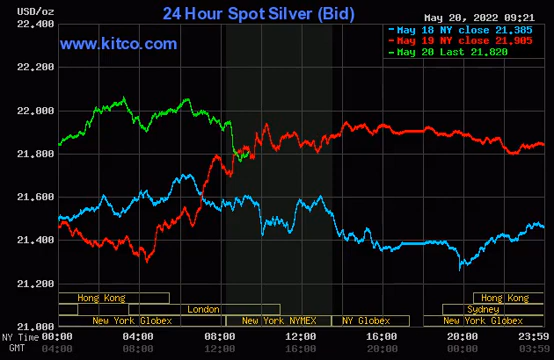 24 Hour Spot Silver (Bid)
USD/oz
May 20, 2022 09:21
www.kitco.com
May 18 NY close 21.385
May 19 NY close 21.905
May 20 Last 21.820
22.400
22.200
22.000
21.800
21.600
21.400
21.200
21.000
Hong Kong
Hong Kong
London
Sydney
New York Globex
New York NYMEX
NY Globex
New York Globex
NY Time 00:00 04:00 08:00 12:00 16:00 20:00 23:59
GMT 04:00 08:00 12:00 16:00 20:00 00:00 03:59